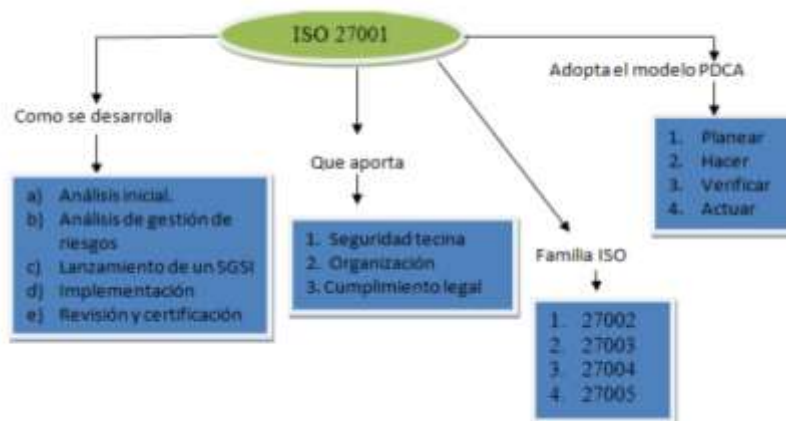 ISO 27001
Adopta el modelo PDCA
Como se desarrolla
1. Planear
2. Hacer
3. Verificar
4. Actuar
Que aporta
a) Análisis inicial.
b) Análisis de gestión de
riesgos
c) Lanzamiento de un SGSI
d) Implementación
e) Revisión y certificación
1. Seguridad tecina
2. Organización
3. Cumplimiento legal
Familia ISO
1. 27002
2. 27003
3. 27004
4. 27005